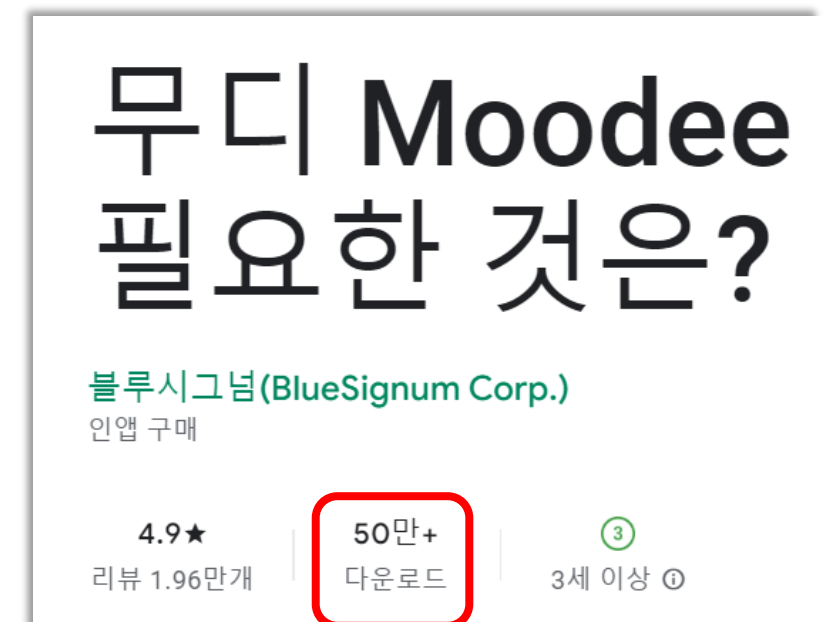 무디 Moodee
필요한 것은?
블루시그넘(BlueSignum Corp.)
인앱 구매
4.9★
리뷰 1.96만개
50만+
다운로드
3
3세 이상